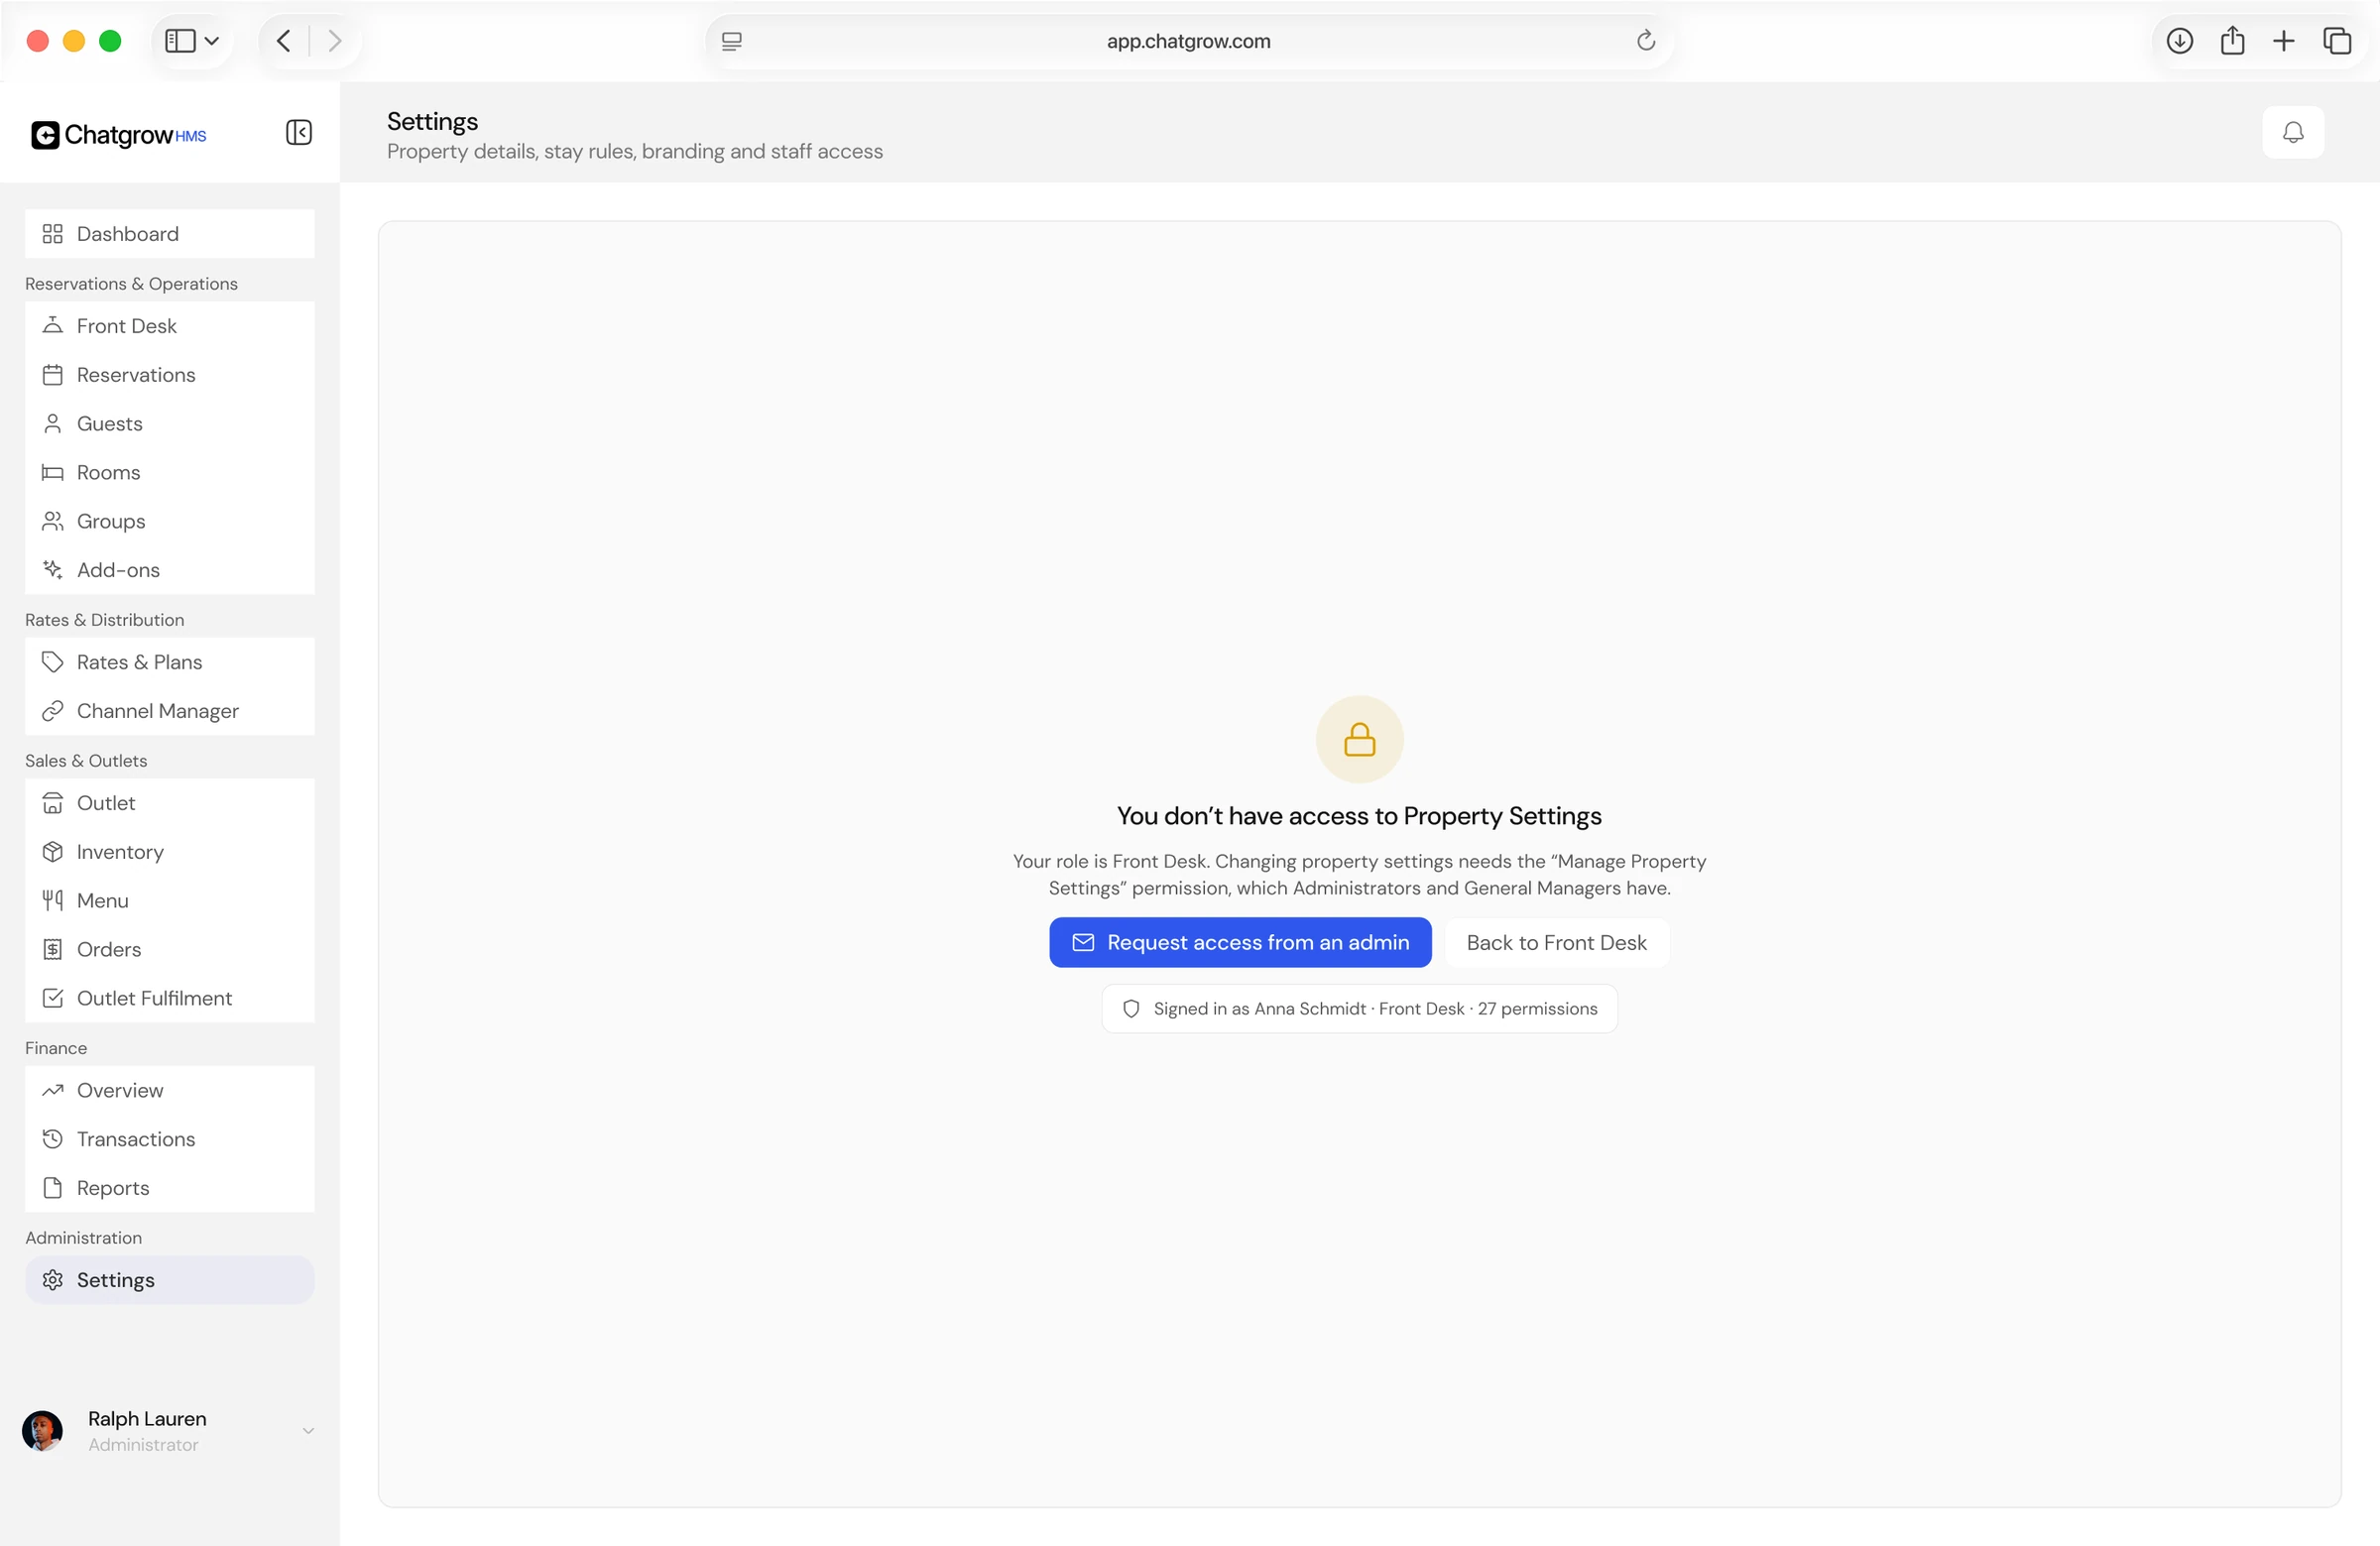 app.chatgrow.com
Chatgrow HMS
Settings
Property details, stay rules, branding and staff access
Dashboard
Reservations & Operations
Front Desk
Reservations
Guests
Rooms
Groups
Add-ons
Rates & Distribution
Rates & Plans
Channel Manager
Sales & Outlets
Outlet
Inventory
Menu
Orders
Outlet Fulfilment
Finance
Overview
Transactions
Reports
Administration
Settings
Ralph Lauren
Administrator
You don’t have access to Property Settings
Your role is Front Desk. Changing property settings needs the “Manage Property
Settings” permission, which Administrators and General Managers have.
Request access from an admin
Back to Front Desk
Signed in as Anna Schmidt · Front Desk · 27 permissions